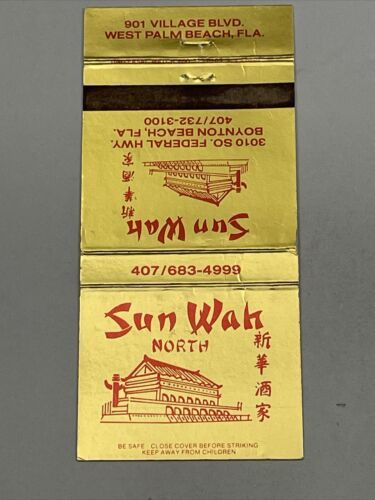 901 VILLAGE BLVD.
WEST PALM BEACH, FLA.
3010 SO. FEDERAL HWY.
BOYNTON BEACH, FLA.
407/732-3100
Sun Wah
新華酒家
407/683-4999
Sun Wah
NORTH
新華酒家
BE SAFE · CLOSE COVER BEFORE STRIKING
KEEP AWAY FROM CHILDREN